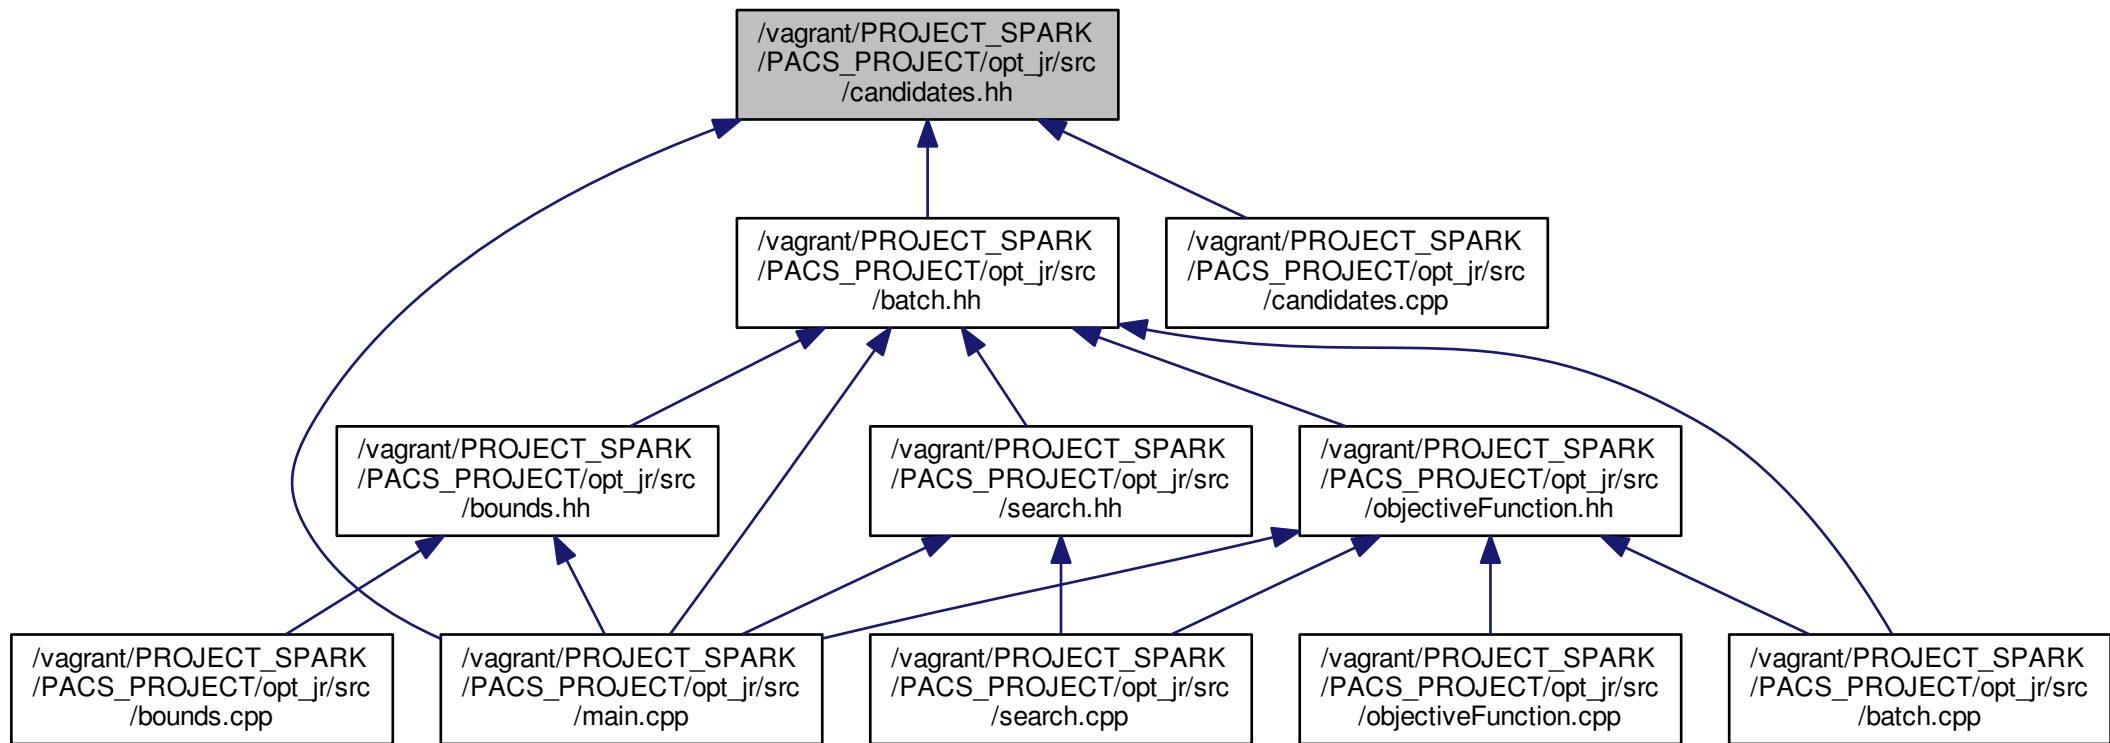 /vagrant/PROJECT_SPARK
/PACS_PROJECT/opt_jr/src
/candidates.hh
/vagrant/PROJECT_SPARK
/PACS_PROJECT/opt_jr/src
/batch.hh
/vagrant/PROJECT_SPARK
/PACS_PROJECT/opt_jr/src
/candidates.cpp
/vagrant/PROJECT_SPARK
/PACS_PROJECT/opt_jr/src
/bounds.hh
/vagrant/PROJECT_SPARK
/PACS_PROJECT/opt_jr/src
/search.hh
/vagrant/PROJECT_SPARK
/PACS_PROJECT/opt_jr/src
/objectiveFunction.hh
/vagrant/PROJECT_SPARK
/PACS_PROJECT/opt_jr/src
/bounds.cpp
/vagrant/PROJECT_SPARK
/PACS_PROJECT/opt_jr/src
/main.cpp
/vagrant/PROJECT_SPARK
/PACS_PROJECT/opt_jr/src
/search.cpp
/vagrant/PROJECT_SPARK
/PACS_PROJECT/opt_jr/src
/objectiveFunction.cpp
/vagrant/PROJECT_SPARK
/PACS_PROJECT/opt_jr/src
/batch.cpp